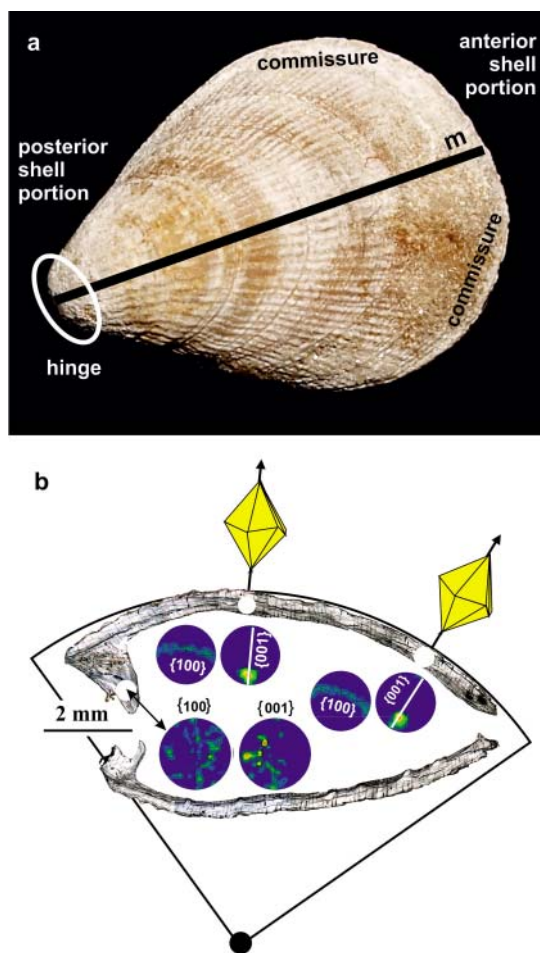 a
commissure
anterior
shell
portion
posterior
shell
portion
m
commissure
hinge
b
{100}
{001}
{100}
{001}
{100}
{001}
2 mm